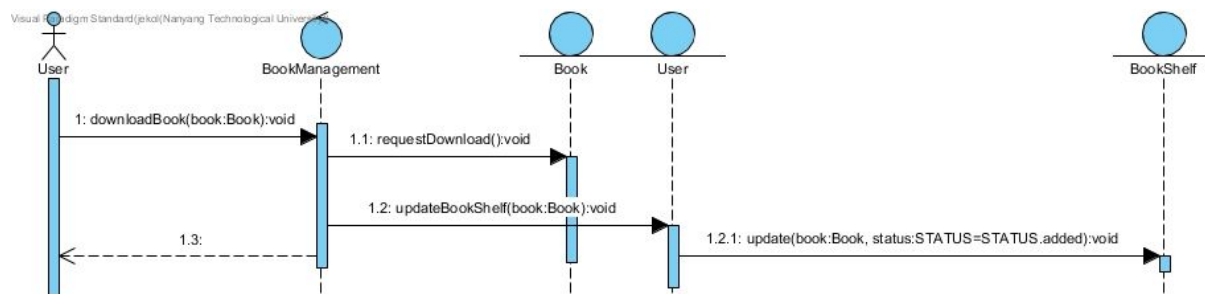 Visual Paradigm Standard(jekol(Nanyang Technological University))
User
BookManagement
Book
User
BookShelf
1: downloadBook(book:Book):void
1.1: requestDownload():void
1.2: updateBookShelf(book:Book):void
1.3:
1.2.1: update(book:Book, status:STATUS=STATUS.added):void